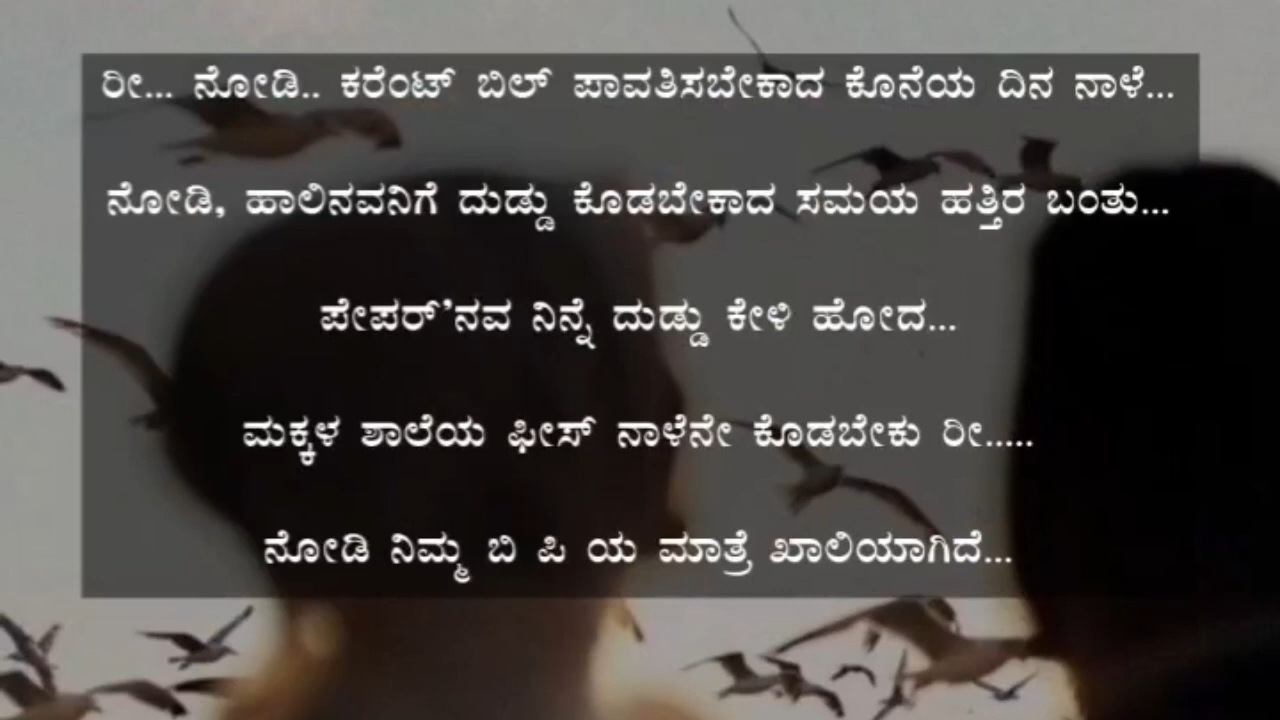 ರೀ... ನೋಡಿ.. ಕರೆಂಟ್ ಬಿಲ್ ಪಾವತಿಸಬೇಕಾದ ಕೊನೆಯ ದಿನ ನಾಳೆ...
ನೋಡಿ, ಹಾಲಿನವನಿಗೆ ದುಡ್ಡು ಕೊಡಬೇಕಾದ ಸಮಯ ಹತ್ತಿರ ಬಂತು...
ಪೇಪರ್'ನವ ನಿನ್ನೆ ದುಡ್ಡು ಕೇಳಿ ಹೋದ...
ಮಕ್ಕಳ ಶಾಲೆಯ ಫೀಸ್ ನಾಳೆನೇ ಕೊಡಬೇಕು ರೀ.....
ನೋಡಿ ನಿಮ್ಮ ಬಿ ಪಿ ಯ ಮಾತ್ರೆ ಖಾಲಿಯಾಗಿದೆ...